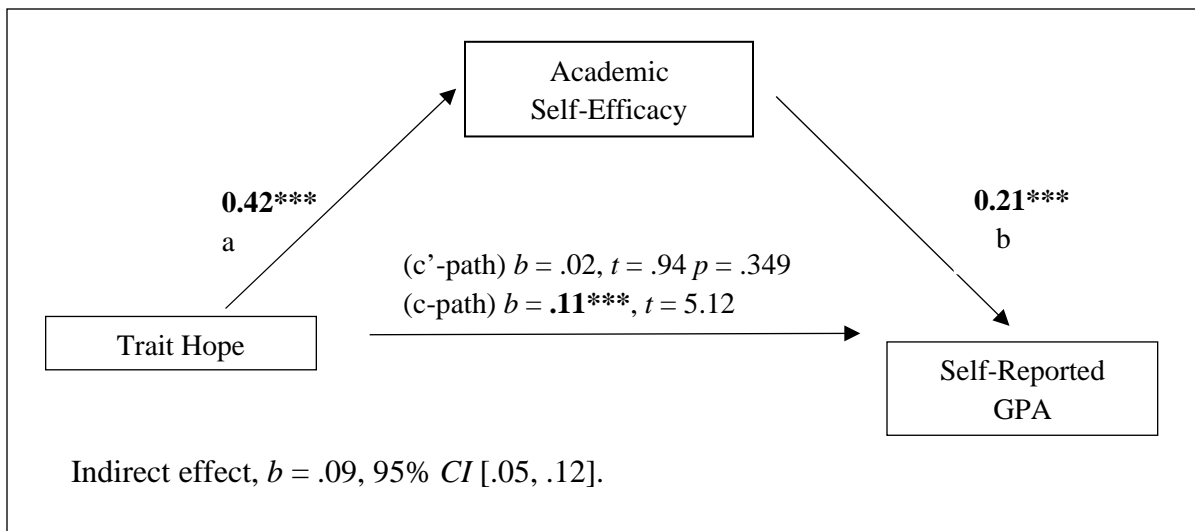 Academic
Self-Efficacy
0.42***
a
0.21***
b
(c’-path) b = .02, t = .94 p = .349
(c-path) b = .11***, t = 5.12
Trait Hope
Self-Reported
GPA
Indirect effect, b = .09, 95% CI [.05, .12].